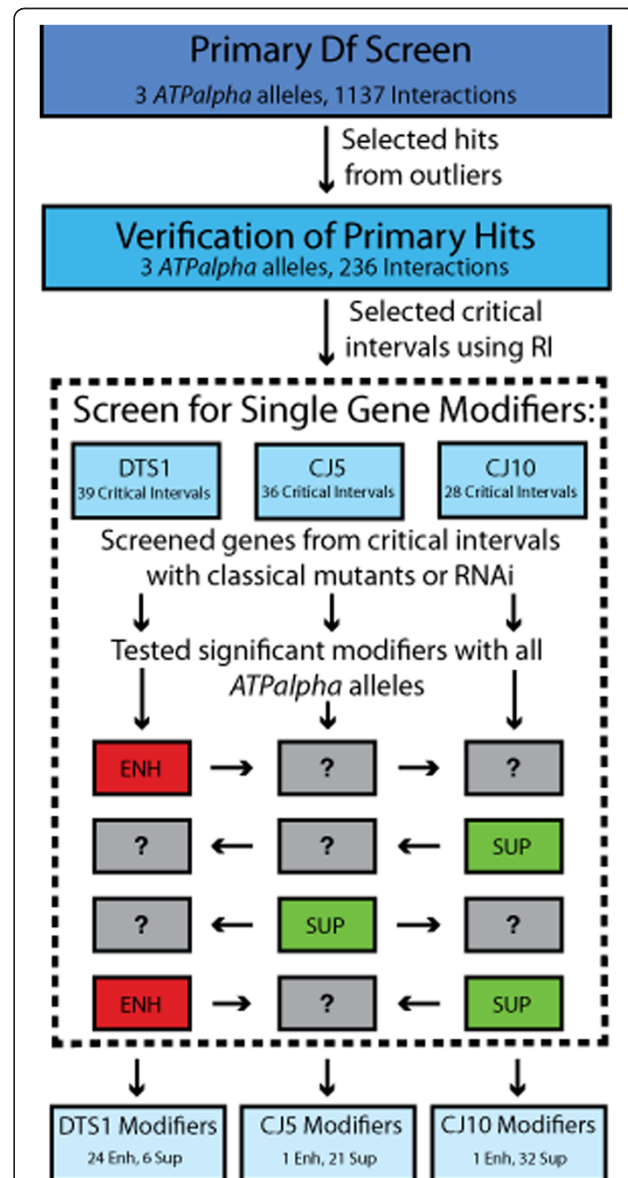 Primary Df Screen
3 ATPalpha alleles, 1137 Interactions
Selected hits
from outliers
Verification of Primary Hits
3 ATPalpha alleles, 236 Interactions
Selected critical
intervals using RI
Screen for Single Gene Modifiers:
DTS1
39 Critical Intervals
CJ5
36 Critical Intervals
CJ10
28 Critical Intervals
Screened genes from critical intervals
with classical mutants or RNAi
Tested significant modifiers with all
ATPalpha alleles
ENH ? ?
? ? SUP
? SUP ?
ENH ? SUP
DTS1 Modifiers
24 Enh, 6 Sup
CJ5 Modifiers
1 Enh, 21 Sup
CJ10 Modifiers
1 Enh, 32 Sup